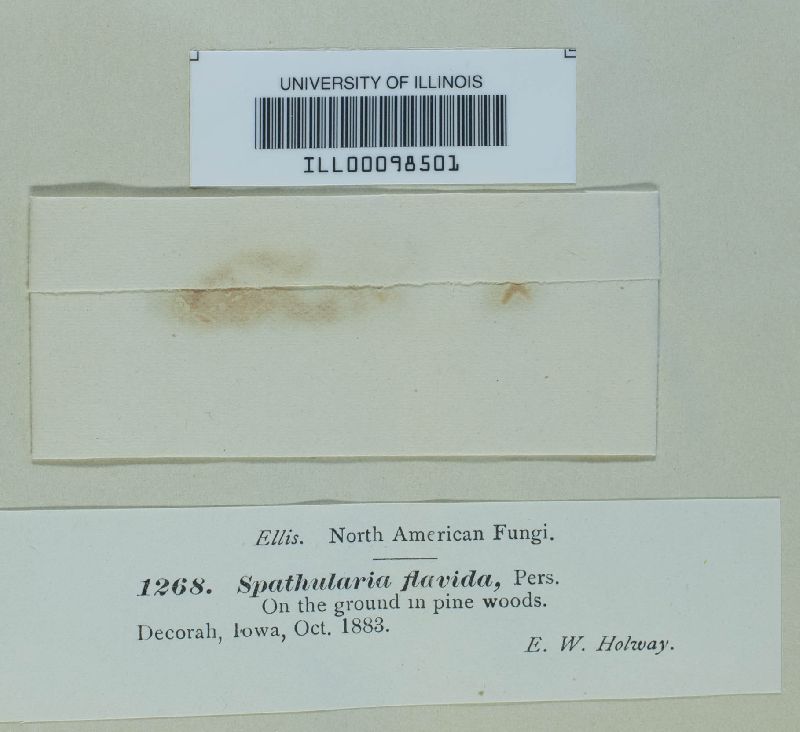 UNIVERSITY OF ILLINOIS
ILL00098501
Ellis. North American Fungi.
1268. Spathularia flavida, Pers.
On the ground in pine woods.
Decorah, Iowa, Oct. 1883.
E. W. Holway.